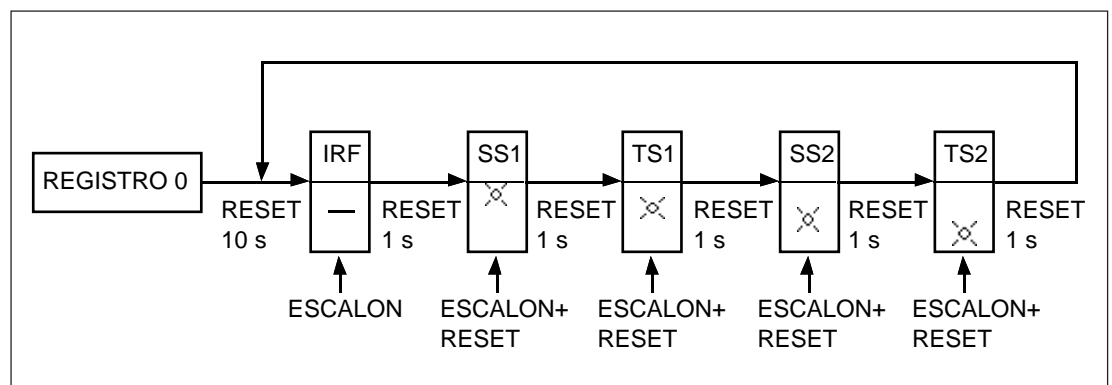 IRF
SS1
TS1
SS2
TS2
REGISTRO 0
RESET
10 s
RESET
1 s
RESET
1 s
RESET
1 s
RESET
1 s
RESET
1 s
ESCALON
ESCALON+
RESET
ESCALON+
RESET
ESCALON+
RESET
ESCALON+
RESET